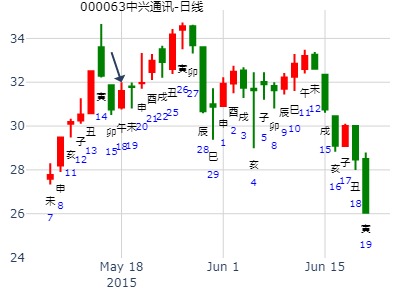 000063中兴通讯-日线
34
32
30
28
26
24
未
7
申
8
亥
11
子
12
丑
13
寅
14
卯
15
午
18
未
19
申
20
酉
21
戌
22
丑
25
寅
26
卯
27
辰
28
巳
29
申
1
酉
2
戌
3
亥
4
子
5
卯
8
辰
9
巳
10
午
11
未
12
戌
15
亥
16
子
17
丑
18
寅
19
May 18
2015
Jun 1
Jun 15